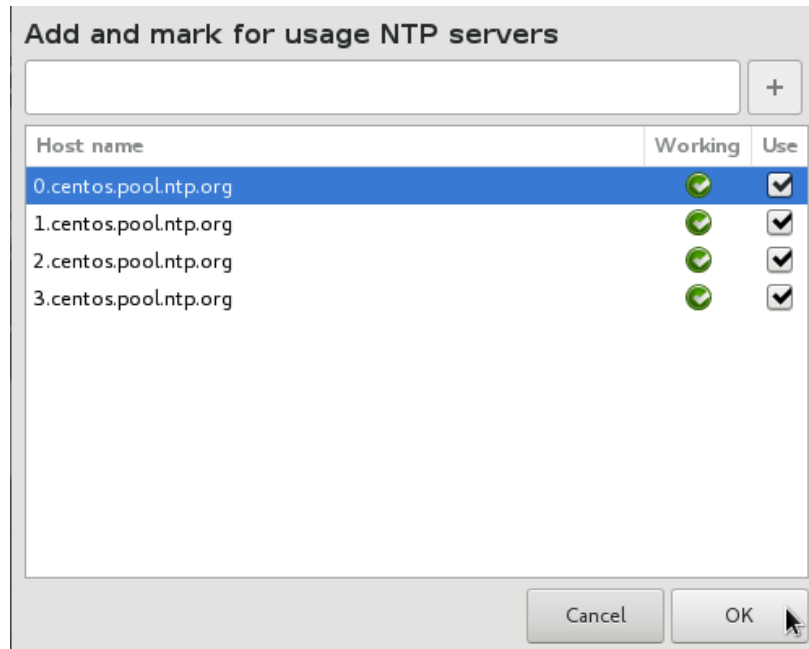 Add and mark for usage NTP servers
+
Host name Working Use
0.centos.pool.ntp.org
1.centos.pool.ntp.org
2.centos.pool.ntp.org
3.centos.pool.ntp.org
Cancel OK